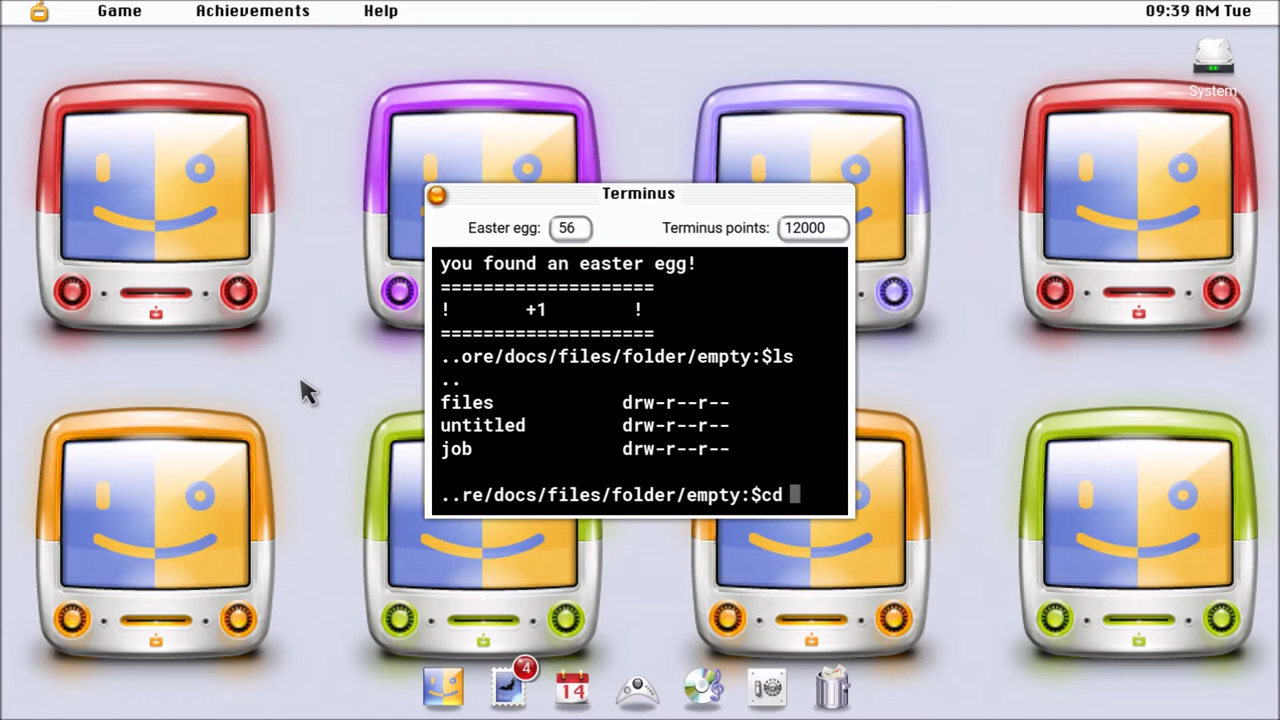 Game Achievements Help 09:39 AM Tue
System
Terminus
Easter egg: 56 Terminus points: 12000
you found an easter egg!
====================
! +1 !
====================
..ore/docs/files/folder/empty:$ls
..
files drw-r--r--
untitled drw-r--r--
job drw-r--r--
..re/docs/files/folder/empty:$cd
4
14